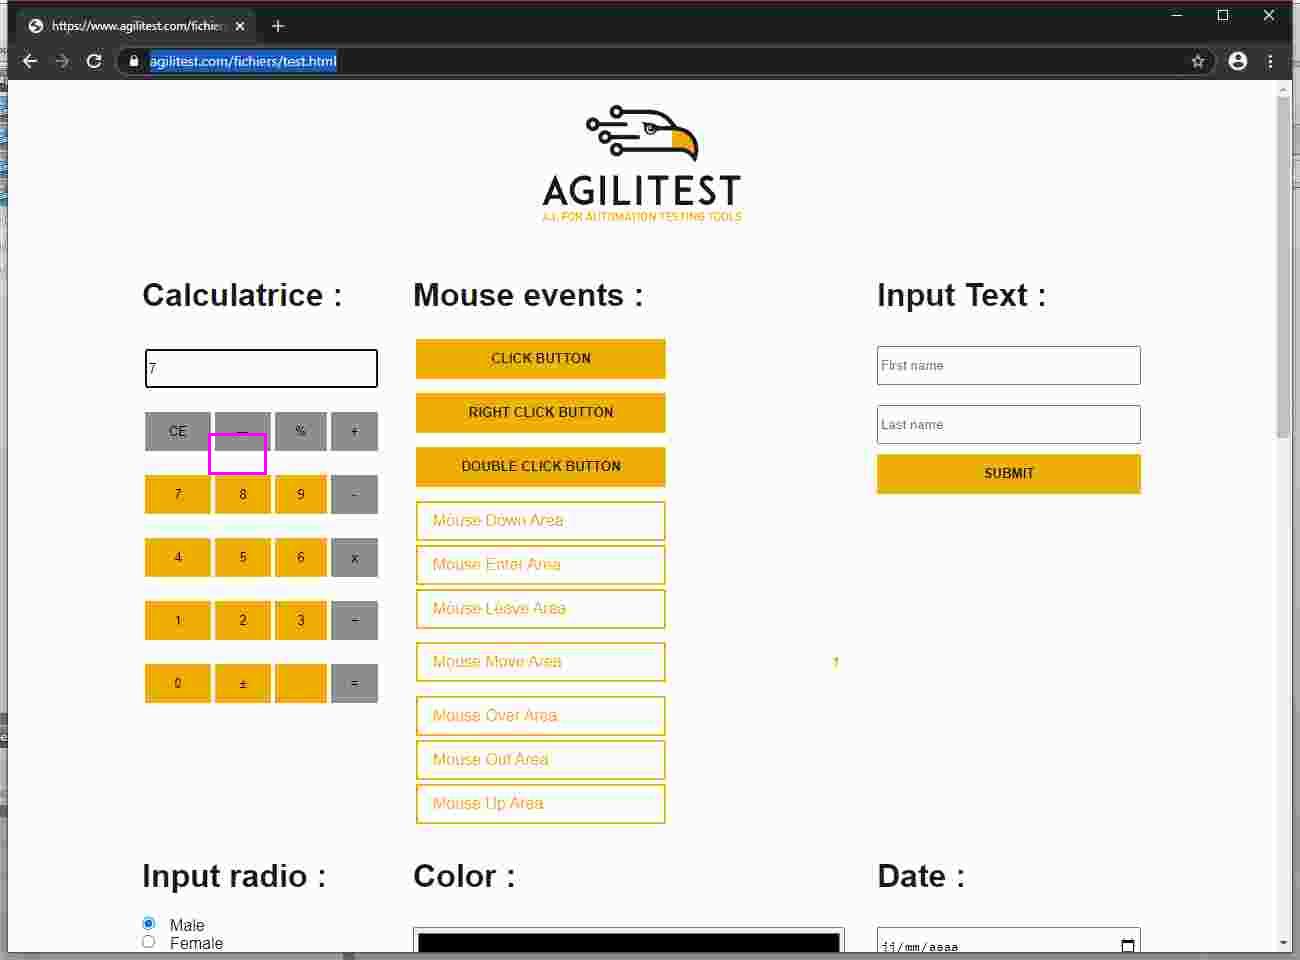 https://www.agilitest.com/fichier
agilitest.com/fichiers/test.html
AGILITEST
A.I. FOR AUTOMATION TESTING TOOLS
Calculatrice :
7
CE — % +
7 8 9 -
4 5 6 x
1 2 3 ÷
0 ± =
Mouse events :
CLICK BUTTON
RIGHT CLICK BUTTON
DOUBLE CLICK BUTTON
Mouse Down Area
Mouse Enter Area
Mouse Leave Area
Mouse Move Area
Mouse Over Area
Mouse Out Area
Mouse Up Area
Input Text :
First name
Last name
SUBMIT
Input radio :
Male
Female
Color :
Date :
jj/mm/aaaa